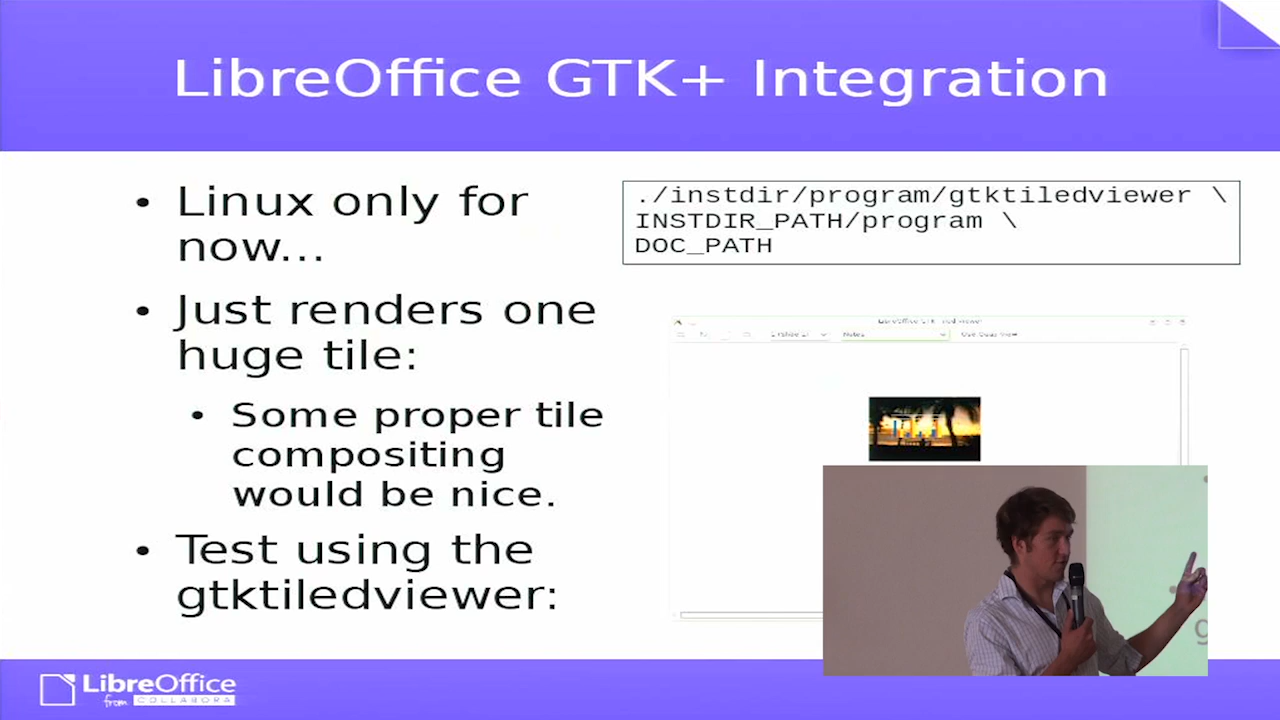 LibreOffice GTK+ Integration
• Linux only for
now...
• Just renders one
huge tile:
• Some proper tile
compositing
would be nice.
• Test using the
gtktiledviewer:
./instdir/program/gtktiledviewer \
INSTDIR_PATH/program \
DOC_PATH
Notes
LibreOffice
from COLLABORA